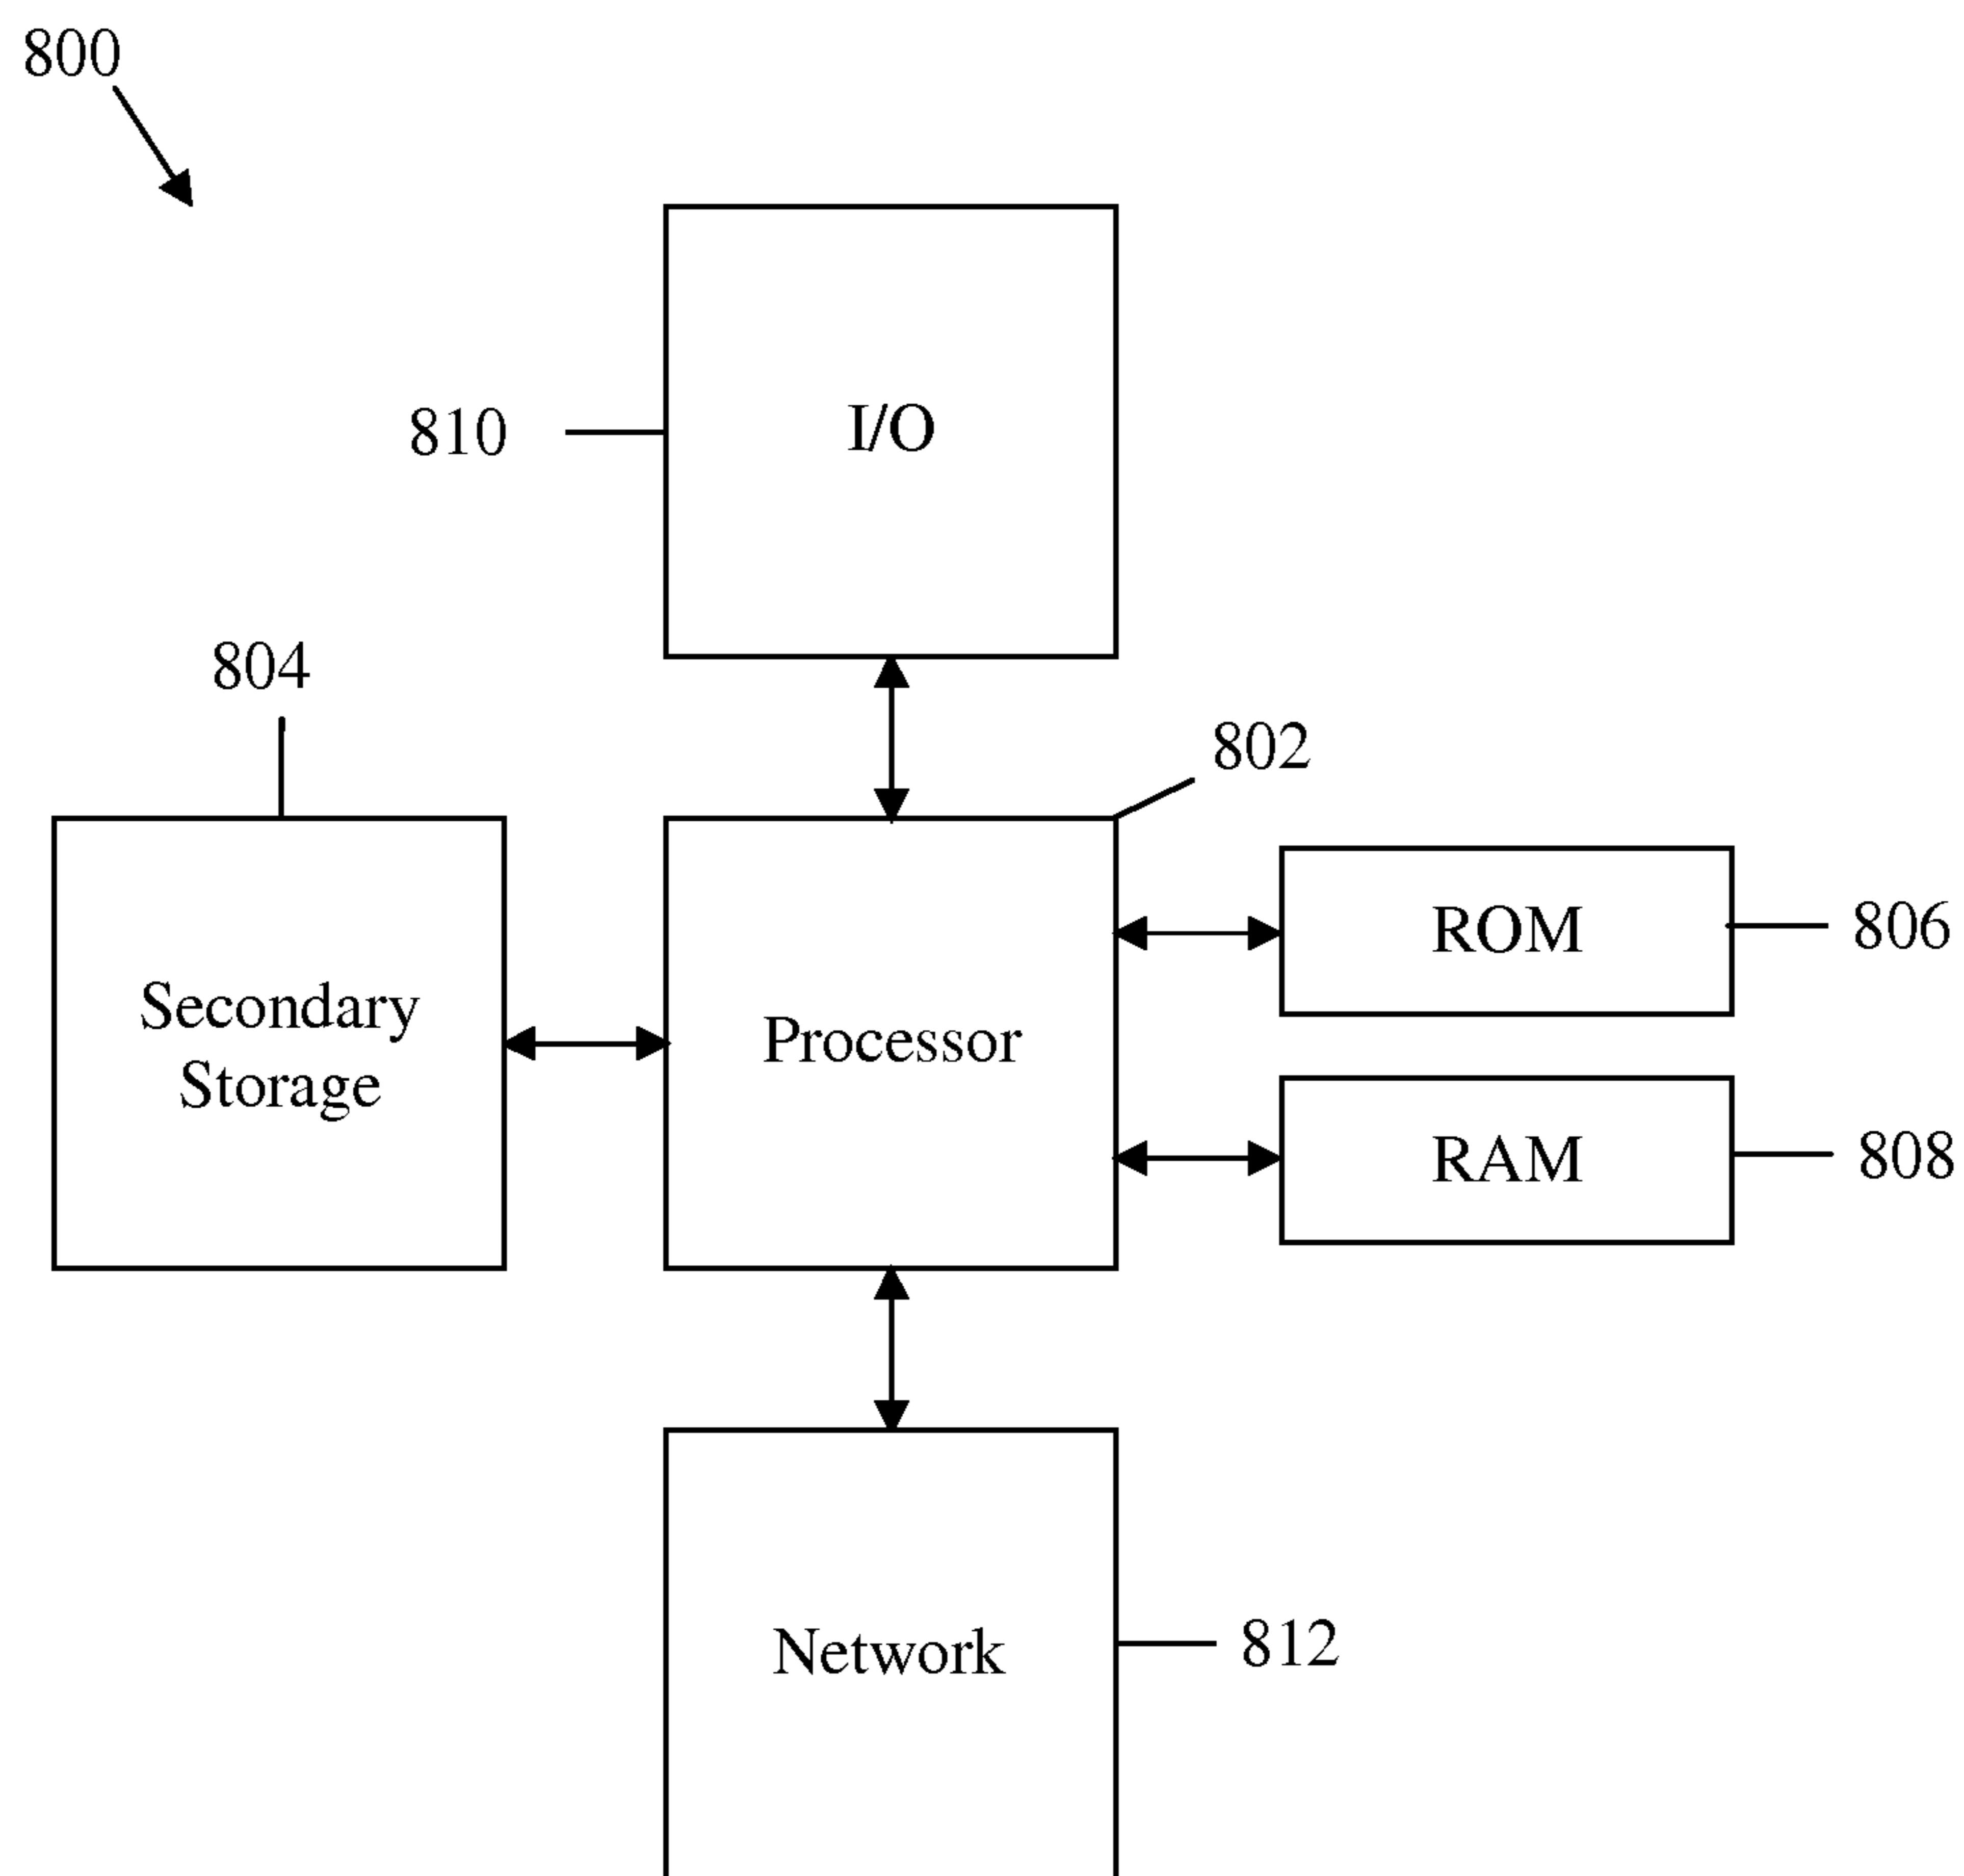 800
I/O
810
804
802
Secondary
Storage
Processor
ROM
806
RAM
808
Network
812